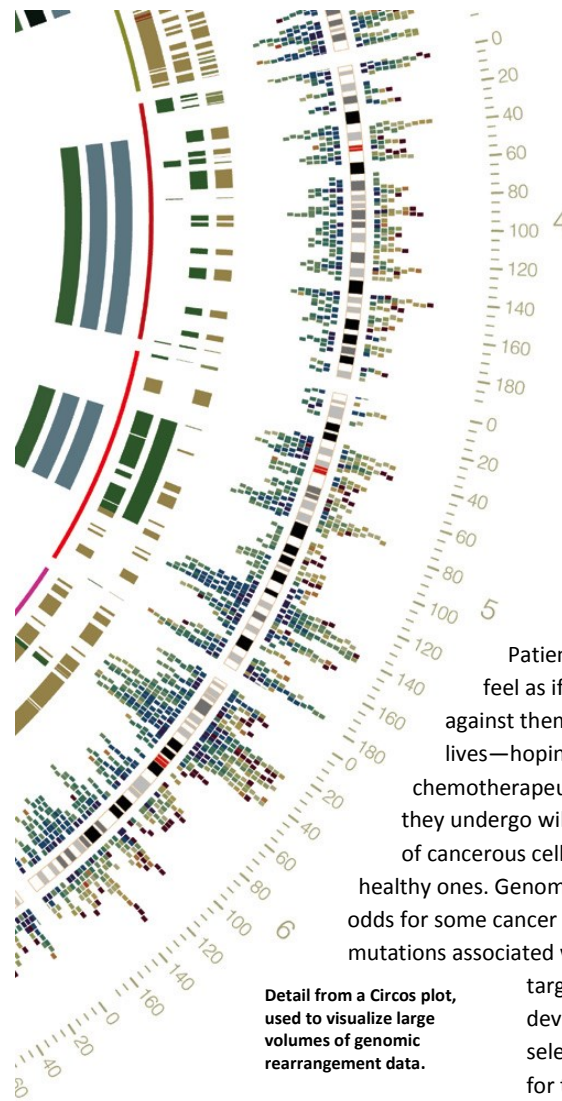 0
20
40
60
80
100
4
120
140
160
180
0
20
40
60
80
100
5
120
140
160
180
0
20
40
60
80
100
6
120
140
160
0
20
40
60
Patien
feel as if
against them
lives—hopin
chemotherapeu
they undergo wi
of cancerous cell
healthy ones. Genom
odds for some cancer
mutations associated
targ
dev
sele
for
Detail from a Circos plot,
used to visualize large
volumes of genomic
rearrangement data.